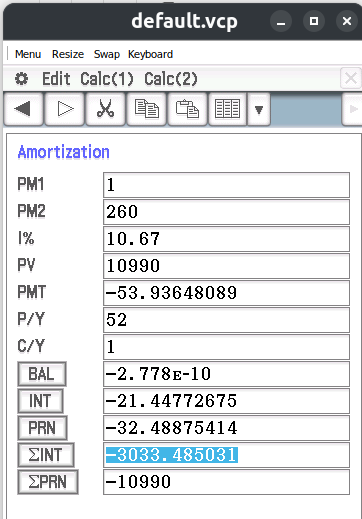 default.vcp
Menu Resize Swap Keyboard
Edit Calc(1) Calc(2)
Amortization
PM1 1
PM2 260
I% 10.67
PV 10990
PMT -53.93648089
P/Y 52
C/Y 1
BAL -2.778E-10
INT -21.44772675
PRN -32.48875414
ΣINT -3033.485031
ΣPRN -10990